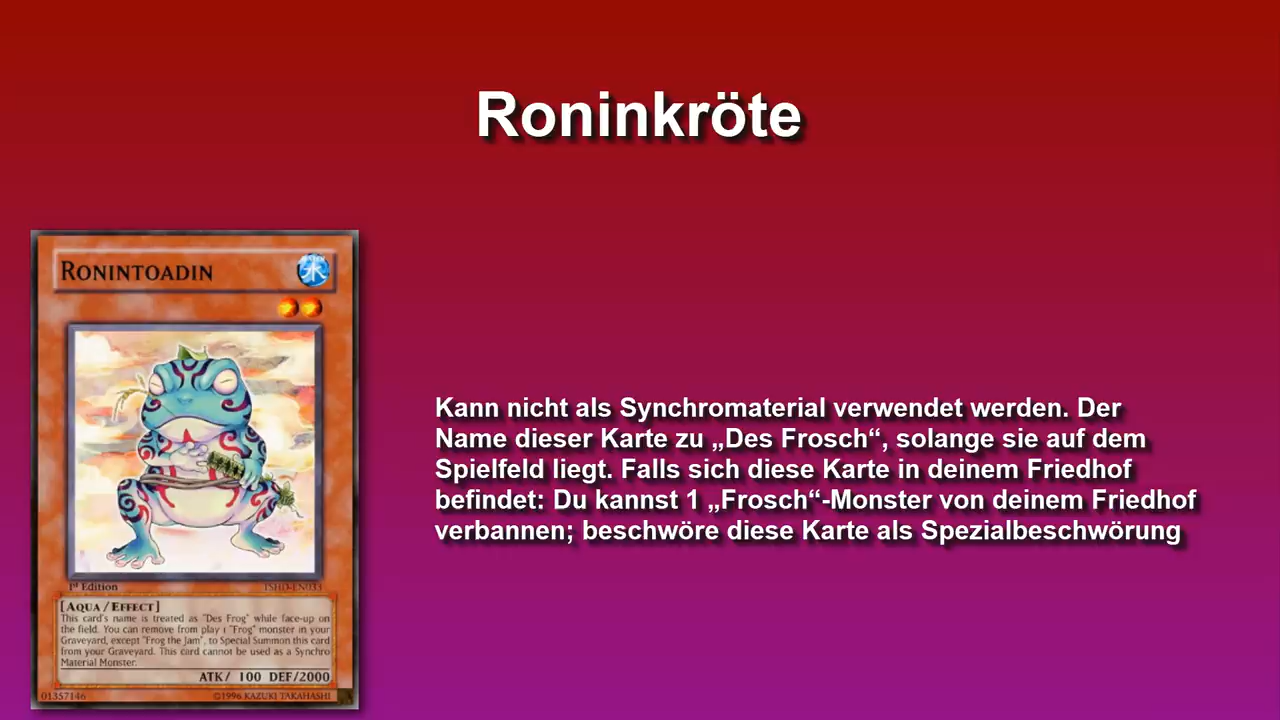 Roninkröte
RONINTOADIN
Kann nicht als Synchromaterial verwendet werden. Der
Name dieser Karte zu „Des Frosch“, solange sie auf dem
Spielfeld liegt. Falls sich diese Karte in deinem Friedhof
befindet: Du kannst 1 „Frosch“-Monster von deinem Friedhof
verbannen; beschwöre diese Karte als Spezialbeschwörung
1st Edition
TSHD-EN033
[AQUA / EFFECT]
This card's name is treated as "Des Frog" while face-up on
the field. You can remove from play 1 "Frog" monster in your
Graveyard, except "Frog the Jam", to Special Summon this card
from your Graveyard. This card cannot be used as a Synchro
Material Monster.
ATK/ 100 DEF/2000
01357146
©1996 KAZUKI TAKAHASHI